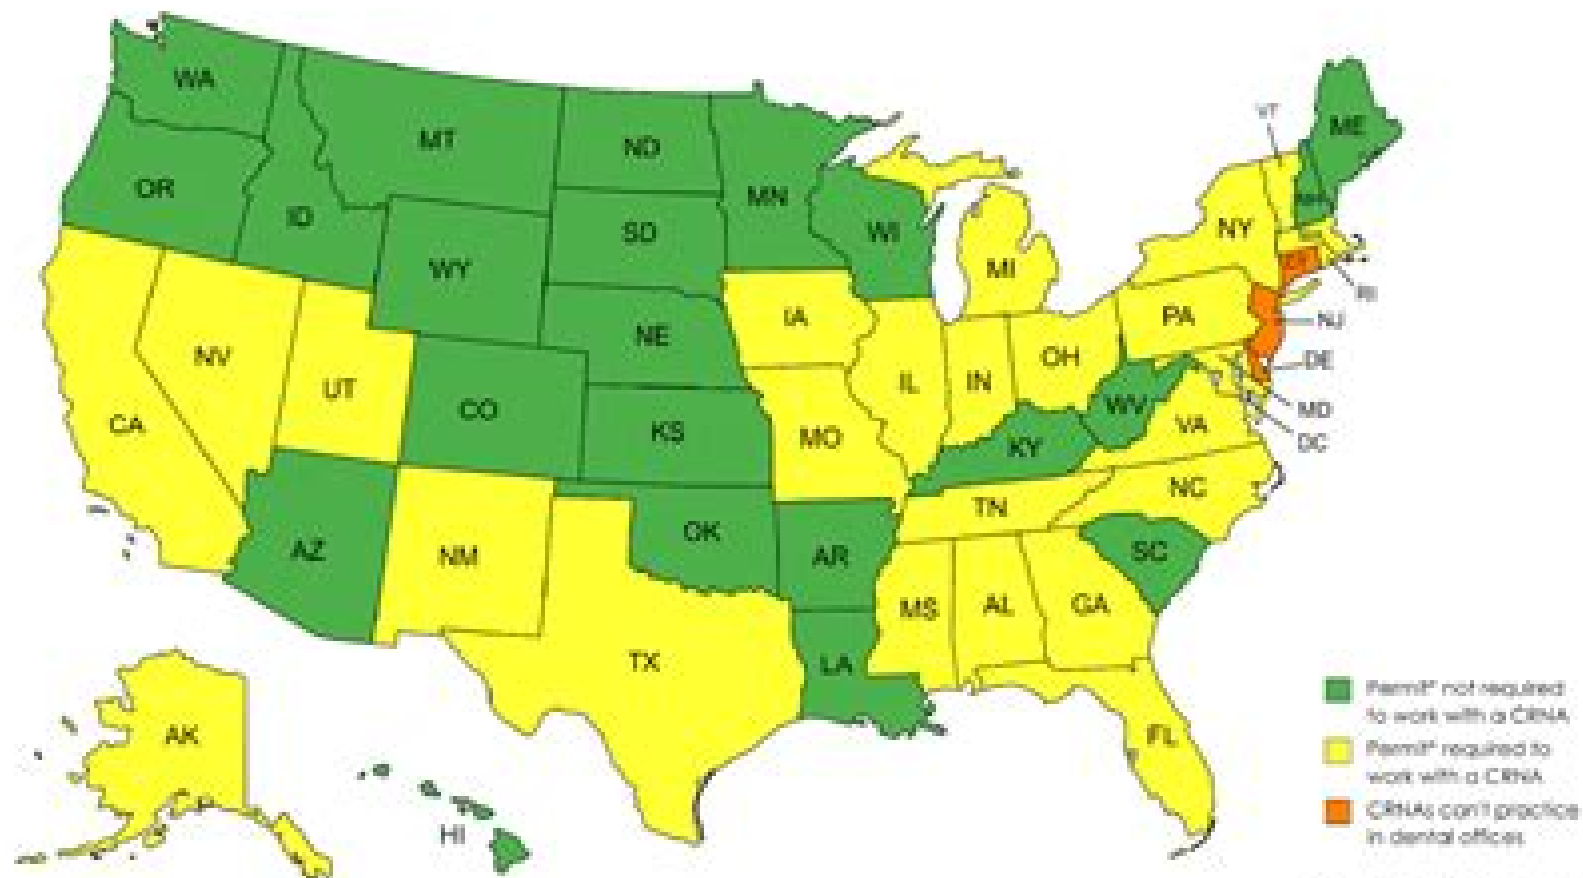 WA
MT
ND
MN
OR
ID
WY
SD
WI
MI
VT
ME
NH
NY
CT
RI
NJ
DE
MD
DC
PA
IA
NE
NV
UT
CA
CO
KS
MO
IL
IN
OH
WV
VA
KY
NC
TN
SC
AZ
NM
OK
AR
MS
AL
GA
TX
LA
FL
AK
HI
Permit* not required
to work with a CRNA
Permit* required to
work with a CRNA
CRNAs can't practice
in dental offices